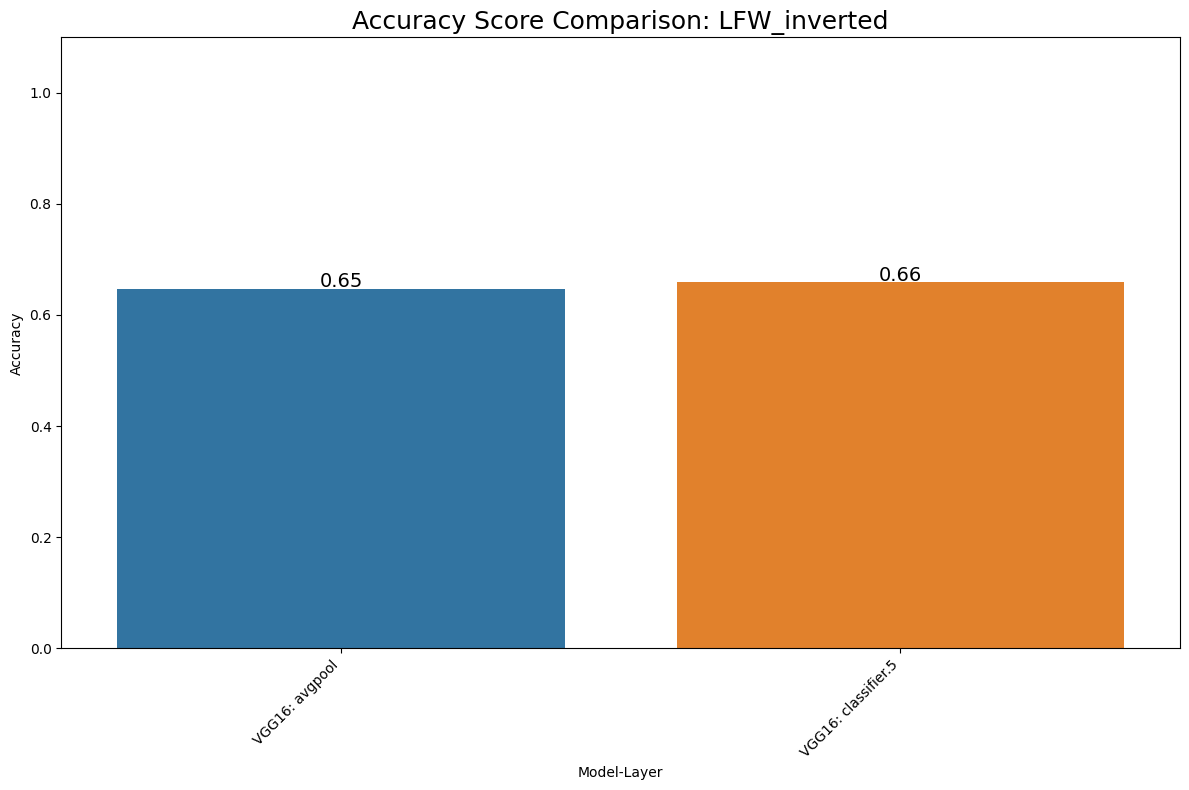 Accuracy Score Comparison: LFW_inverted
1.0
0.8
0.6
0.4
0.2
0.0
Accuracy
0.65
0.66
VGG16: avgpool
VGG16: classifier.5
Model-Layer